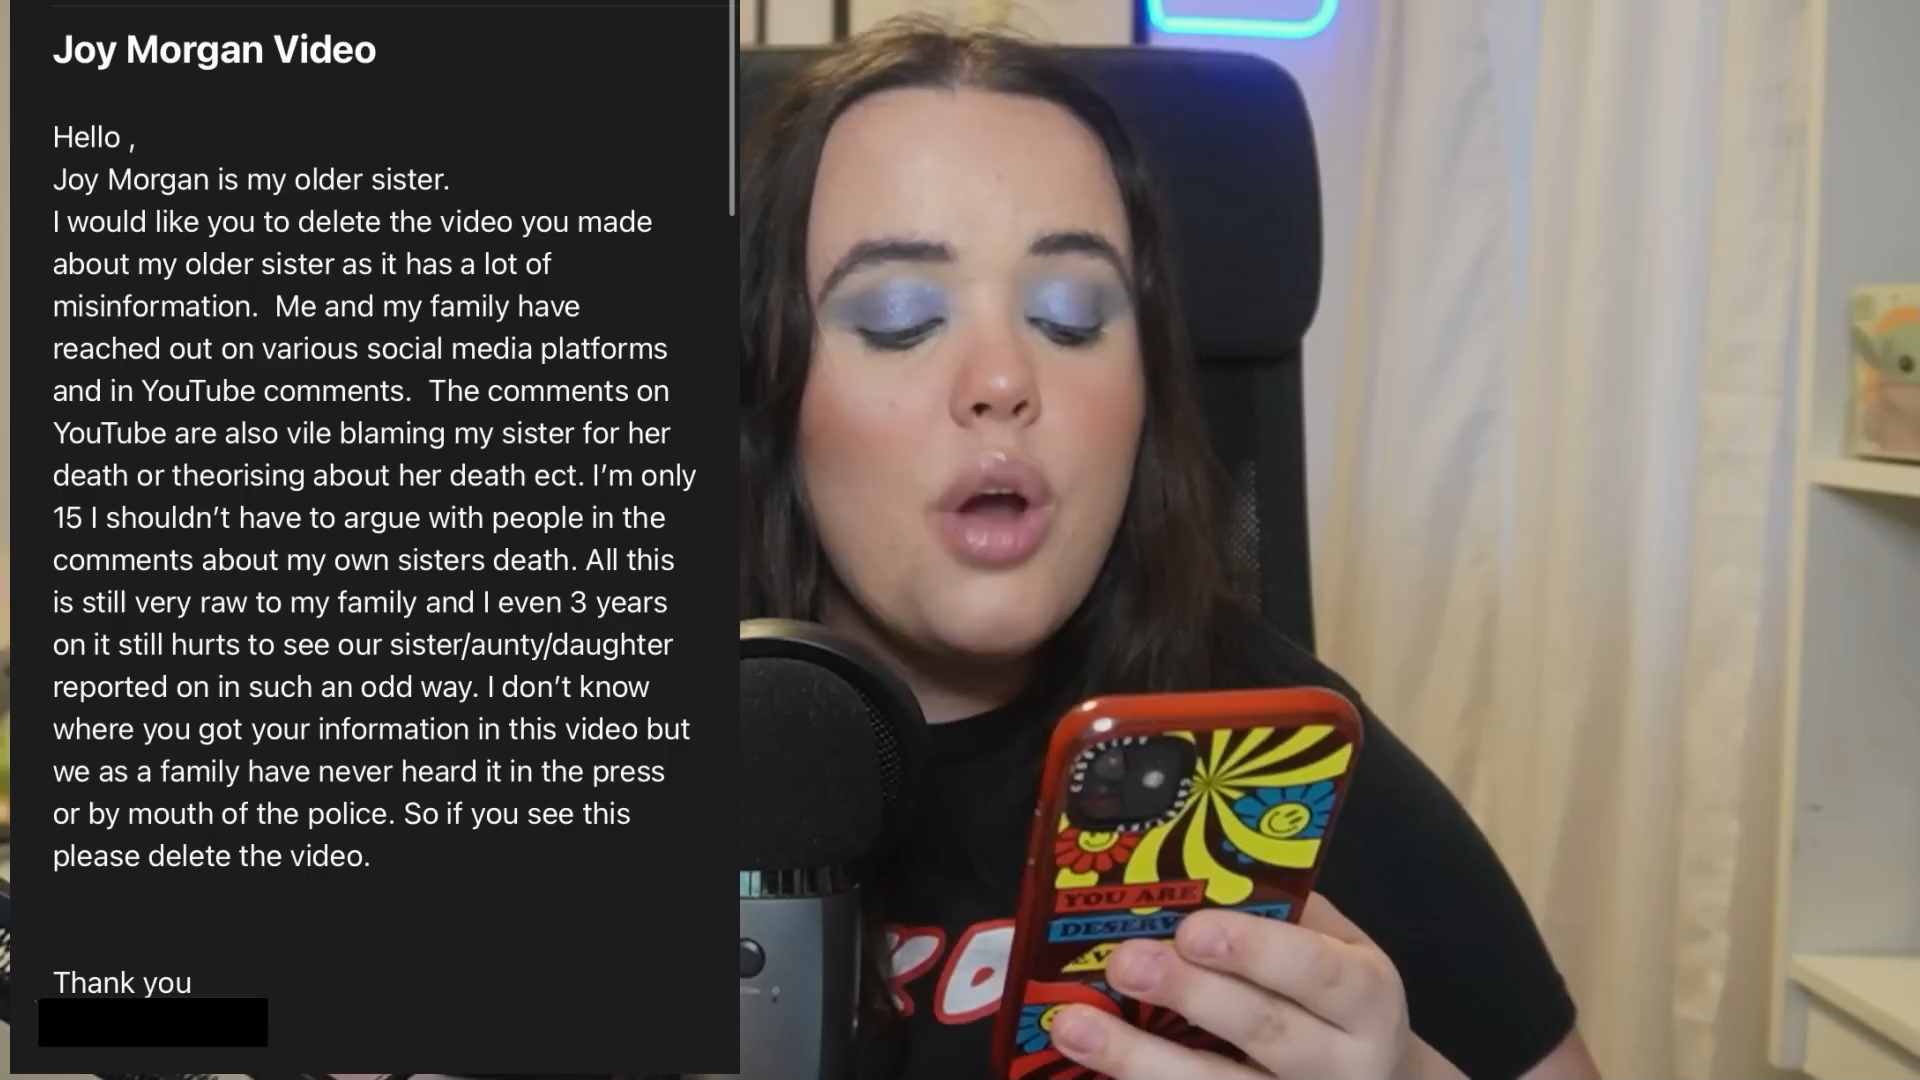 Joy Morgan Video
Hello ,
Joy Morgan is my older sister.
I would like you to delete the video you made
about my older sister as it has a lot of
misinformation.  Me and my family have
reached out on various social media platforms
and in YouTube comments.  The comments on
YouTube are also vile blaming my sister for her
death or theorising about her death ect. I’m only
15 I shouldn’t have to argue with people in the
comments about my own sisters death. All this
is still very raw to my family and I even 3 years
on it still hurts to see our sister/aunty/daughter
reported on in such an odd way. I don’t know
where you got your information in this video but
we as a family have never heard it in the press
or by mouth of the police. So if you see this
please delete the video.
Thank you
CASETIFY
YOU ARE